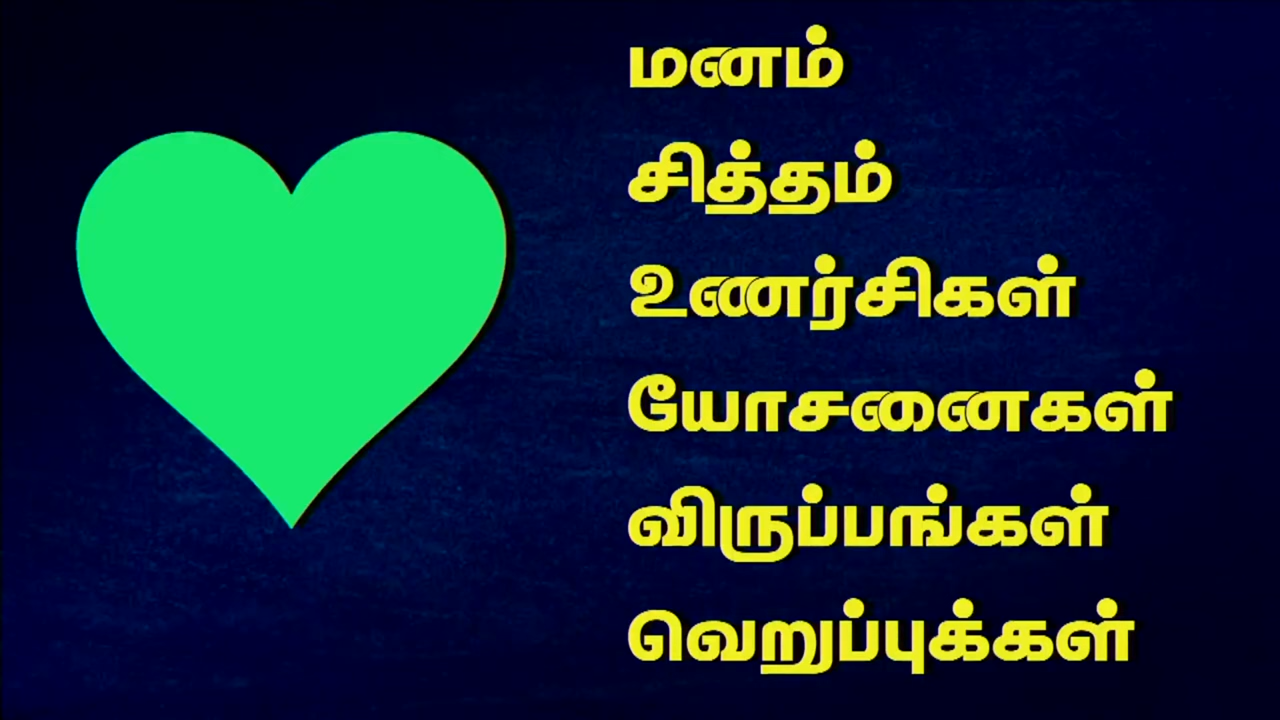 மனம்
சித்தம்
உணர்சிகள்
யோசனைகள்
விருப்பங்கள்
வெறுப்புக்கள்